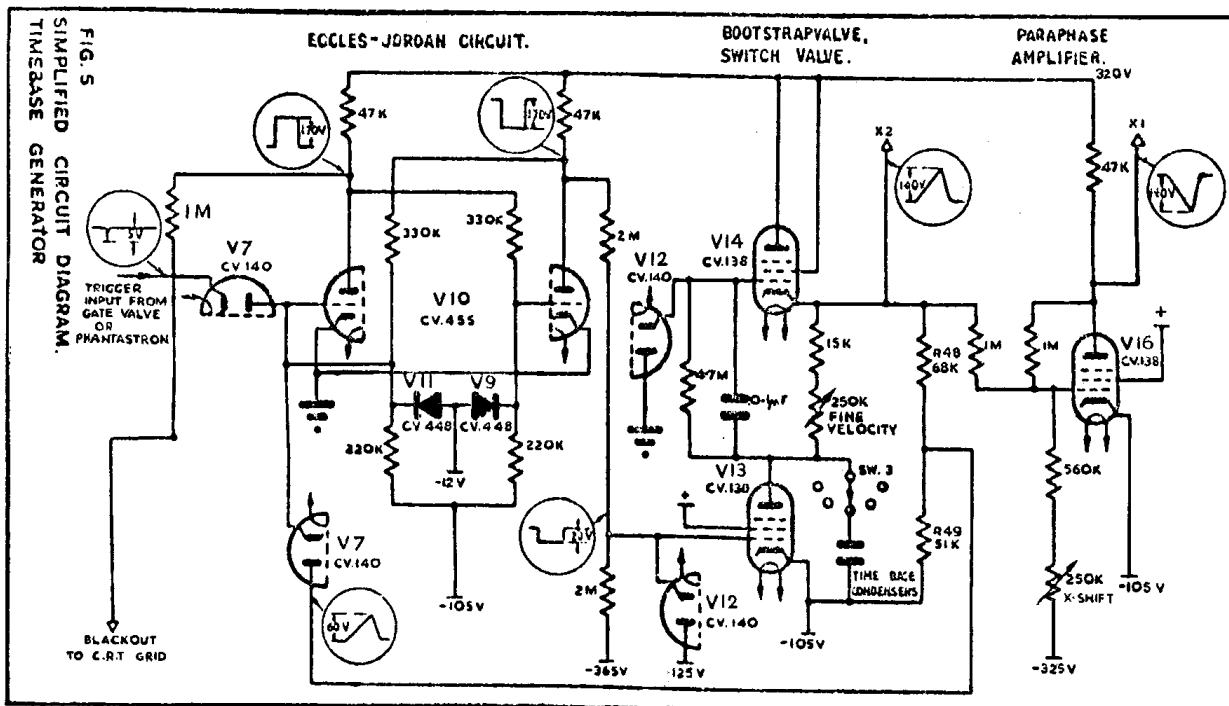 FIG. 5
SIMPLIFIED CIRCUIT DIAGRAM.
TIMEBASE GENERATOR
ECCLES-JORDAN CIRCUIT.
BOOTSTRAPVALVE,
SWITCH VALVE.
PARAPHASE
AMPLIFIER.
320V
47K
170V
170V
47K
X2
140V
X1
140V
47K
1M
5V
V7
CV.140
TRIGGER
INPUT FROM
GATE VALVE
OR
PHANTASTRON
330K
330K
V10
CV.455
2M
V12
CV.140
V14
CV.138
15K
R48
68K
1M
1M
V16
CV.138
+
V11
CV.448
V9
CV.448
4.7M
0.1µF
250K
FINE
VELOCITY
220K
220K
-12V
V13
CV.138
SW. 3
+
560K
R49
51K
V7
CV.140
TIME BASE
CONDENSERS
2M
V12
CV.140
-105V
-105V
250K
X-SHIFT
-105V
60V
BLACKOUT
TO C.R.T GRID
-365V
-125V
-325V